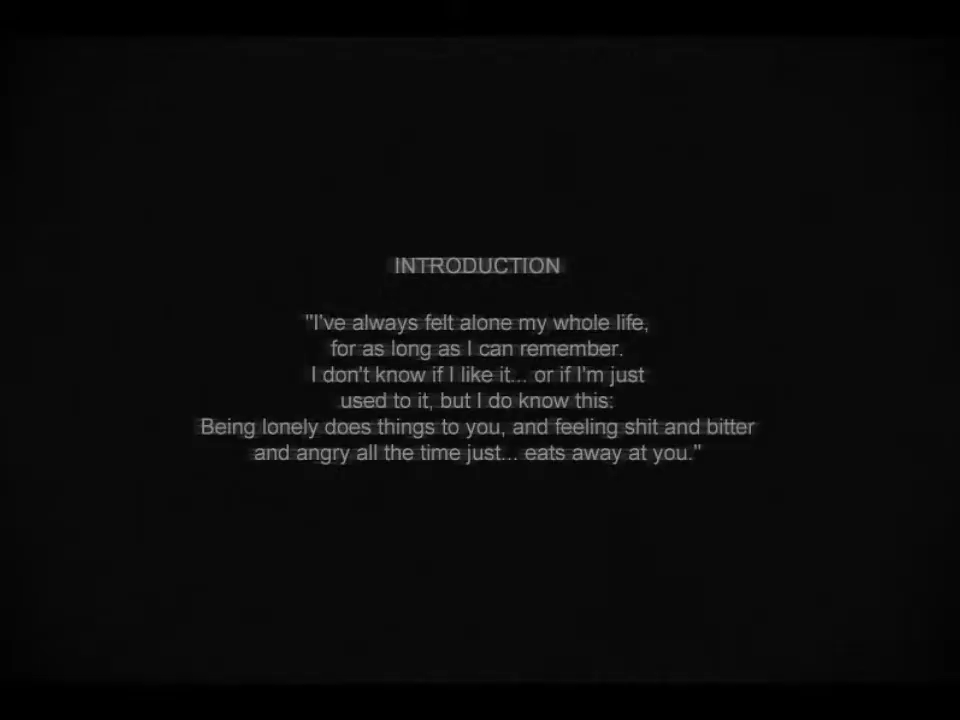 INTRODUCTION
"I've always felt alone my whole life,
for as long as I can remember.
I don't know if I like it... or if I'm just
used to it, but I do know this:
Being lonely does things to you, and feeling shit and bitter
and angry all the time just... eats away at you."